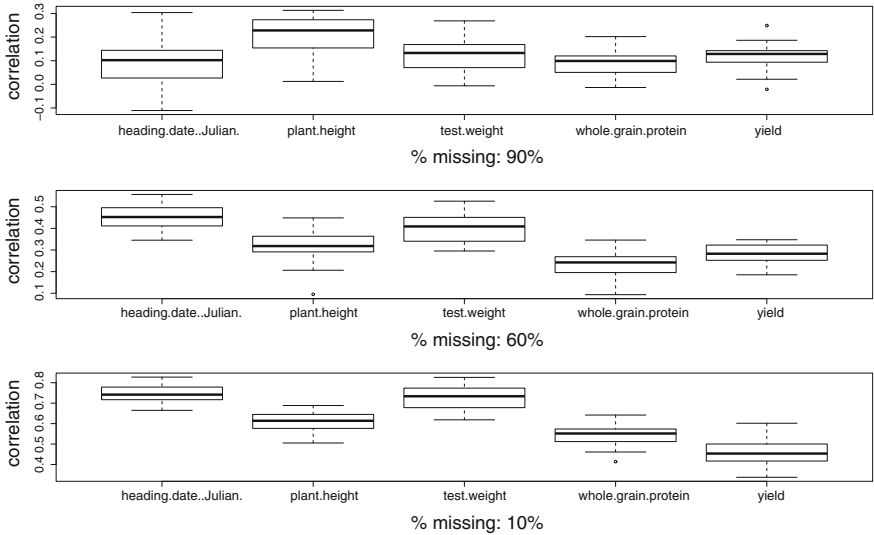 correlation
0.3
0.2
0.1
0.0
−0.1
heading.date..Julian. plant.height test.weight whole.grain.protein yield
% missing: 90%
correlation
0.5
0.4
0.3
0.2
0.1
heading.date..Julian. plant.height test.weight whole.grain.protein yield
% missing: 60%
correlation
0.8
0.7
0.6
0.5
0.4
heading.date..Julian. plant.height test.weight whole.grain.protein yield
% missing: 10%